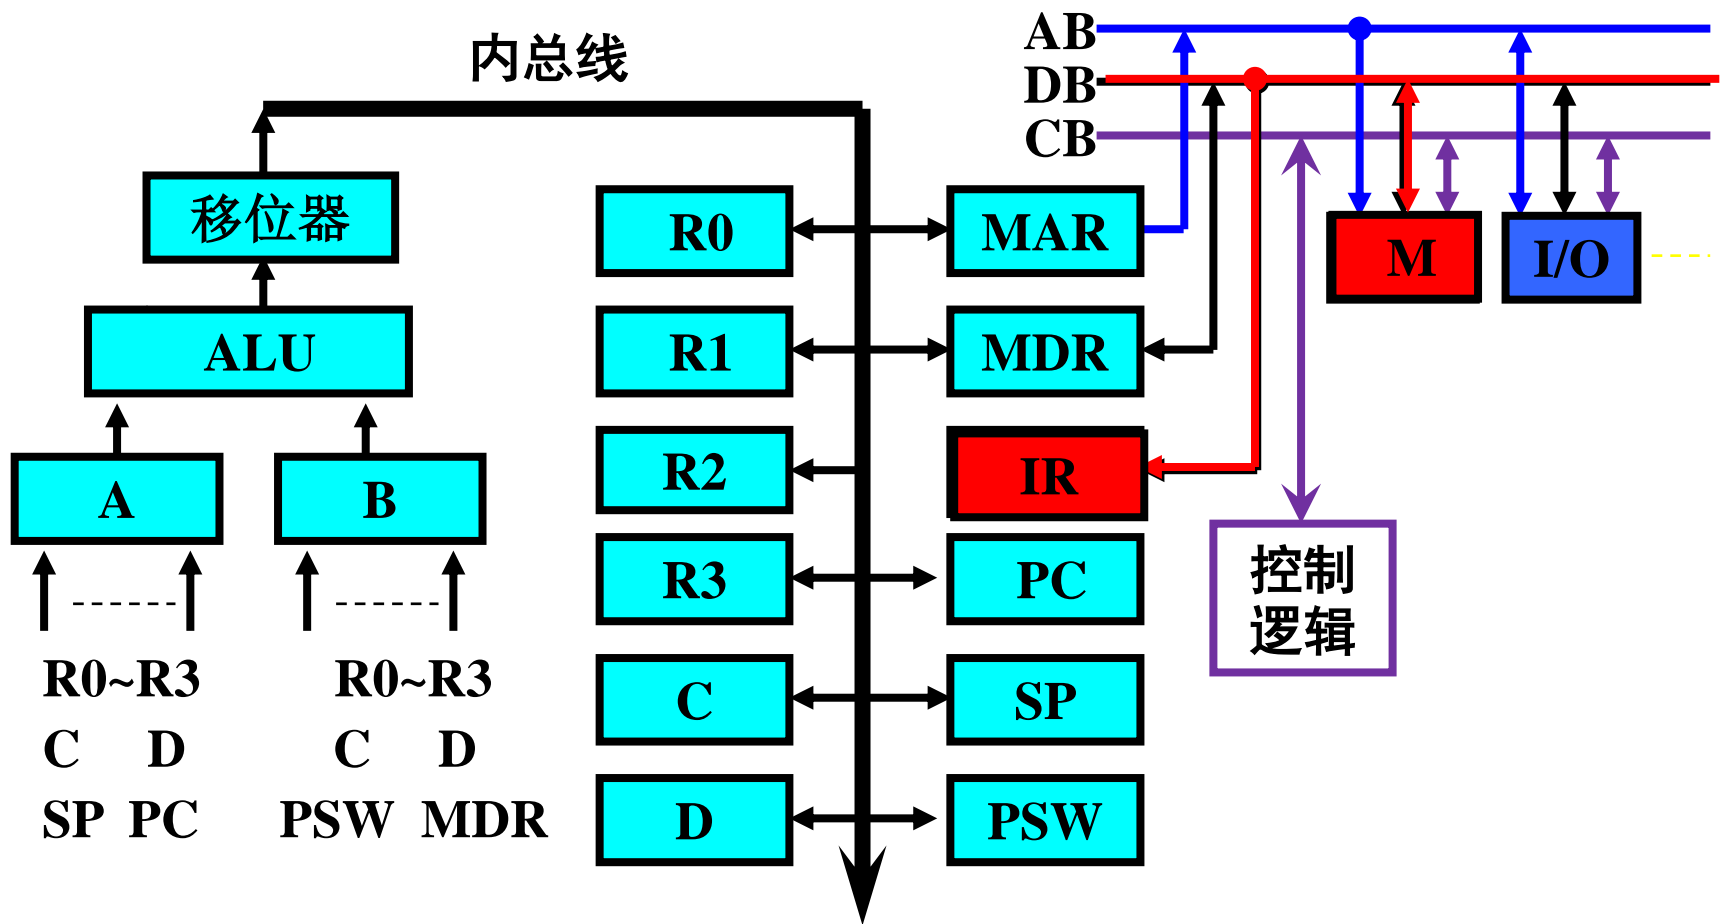 内总线
AB
DB
CB
移位器
R0
MAR
M
I/O
ALU
R1
MDR
A
B
R2
IR
R3
PC
控制
逻辑
R0~R3
R0~R3
C
SP
C D
C D
SP PC
PSW MDR
D
PSW